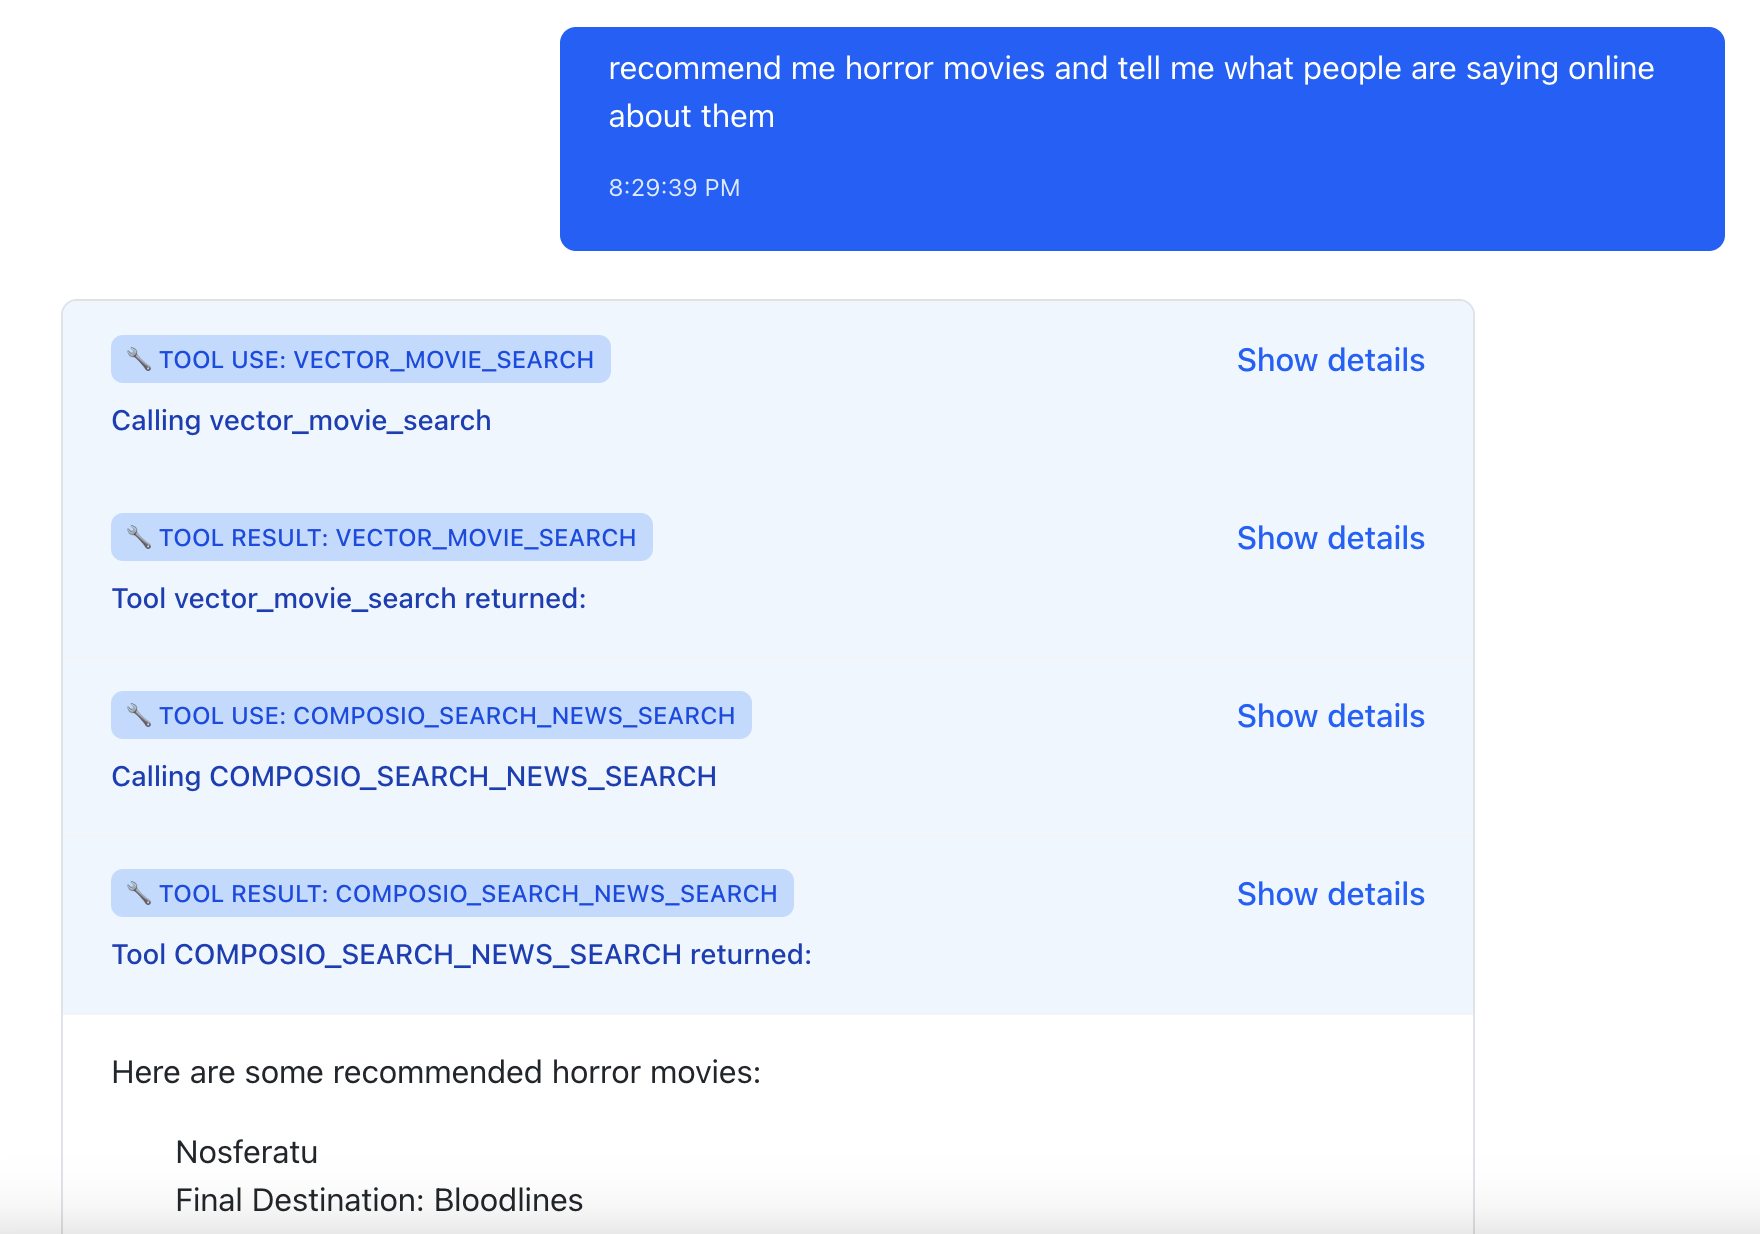 recommend me horror movies and tell me what people are saying online
about them
8:29:39 PM
🔧 TOOL USE: VECTOR_MOVIE_SEARCH
Show details
Calling vector_movie_search
🔧 TOOL RESULT: VECTOR_MOVIE_SEARCH
Show details
Tool vector_movie_search returned:
🔧 TOOL USE: COMPOSIO_SEARCH_NEWS_SEARCH
Show details
Calling COMPOSIO_SEARCH_NEWS_SEARCH
🔧 TOOL RESULT: COMPOSIO_SEARCH_NEWS_SEARCH
Show details
Tool COMPOSIO_SEARCH_NEWS_SEARCH returned:
Here are some recommended horror movies:
Nosferatu
Final Destination: Bloodlines